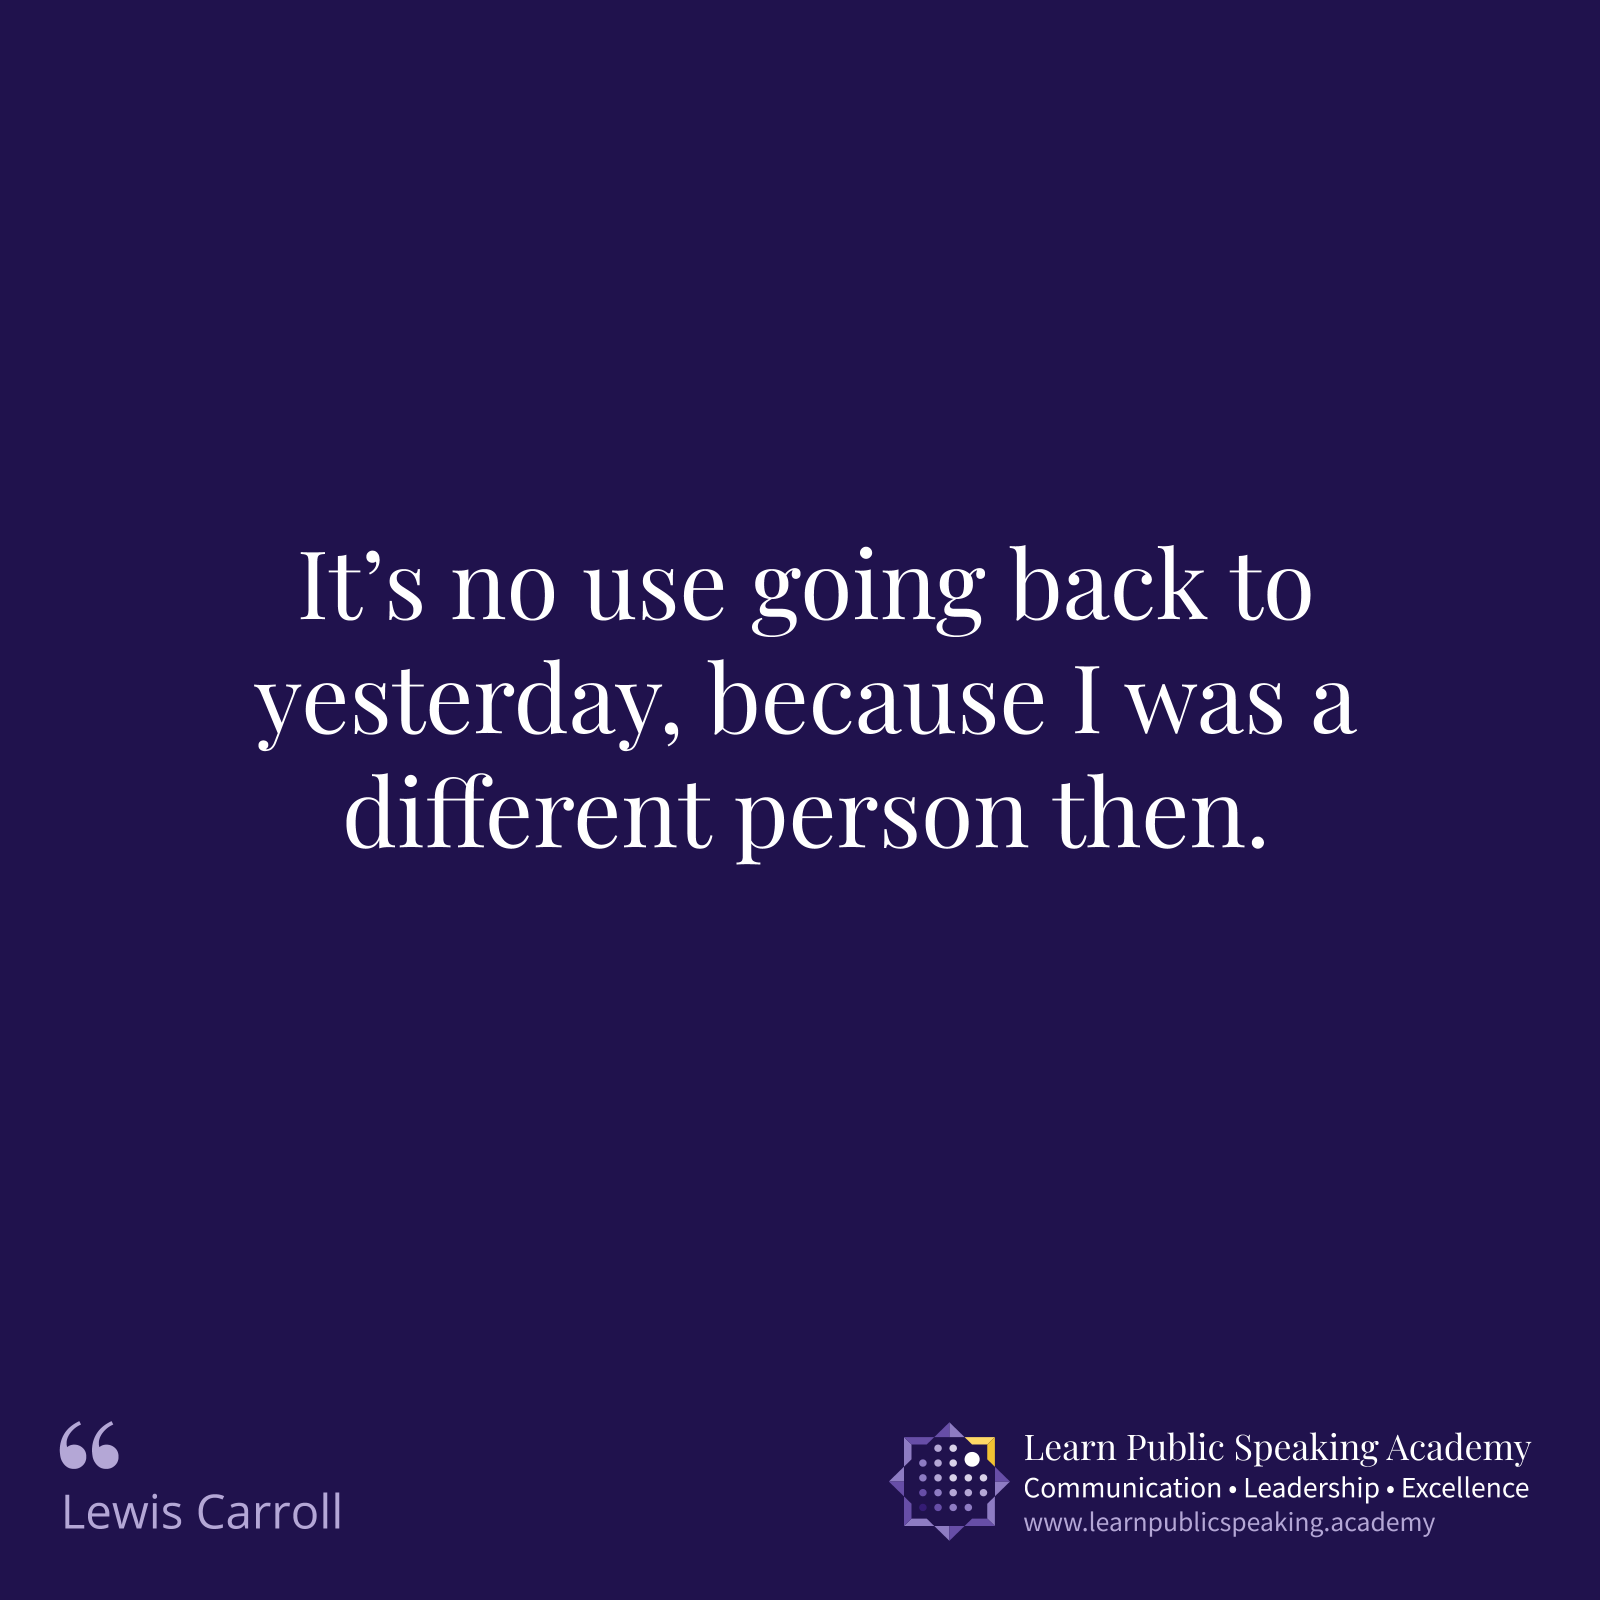 It’s no use going back to
yesterday, because I was a
different person then.
Lewis Carroll
Learn Public Speaking Academy
Communication • Leadership • Excellence
www.learnpublicspeaking.academy